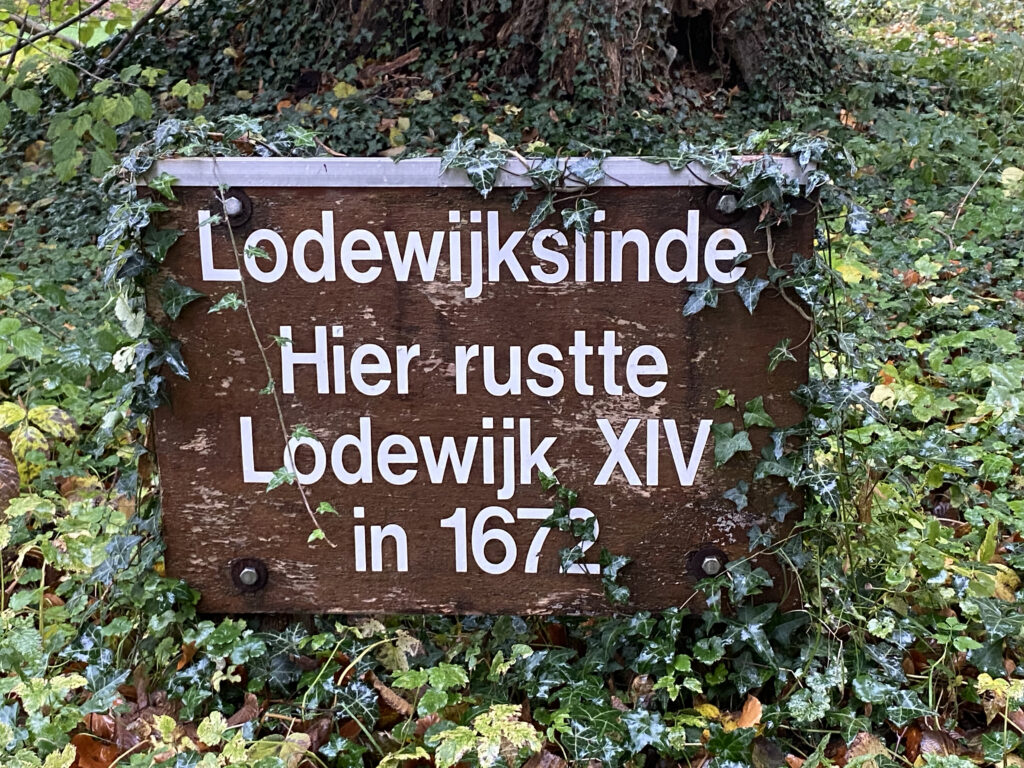 Lodewijkslinde
Hier rustte
Lodewijk XIV
in 1672